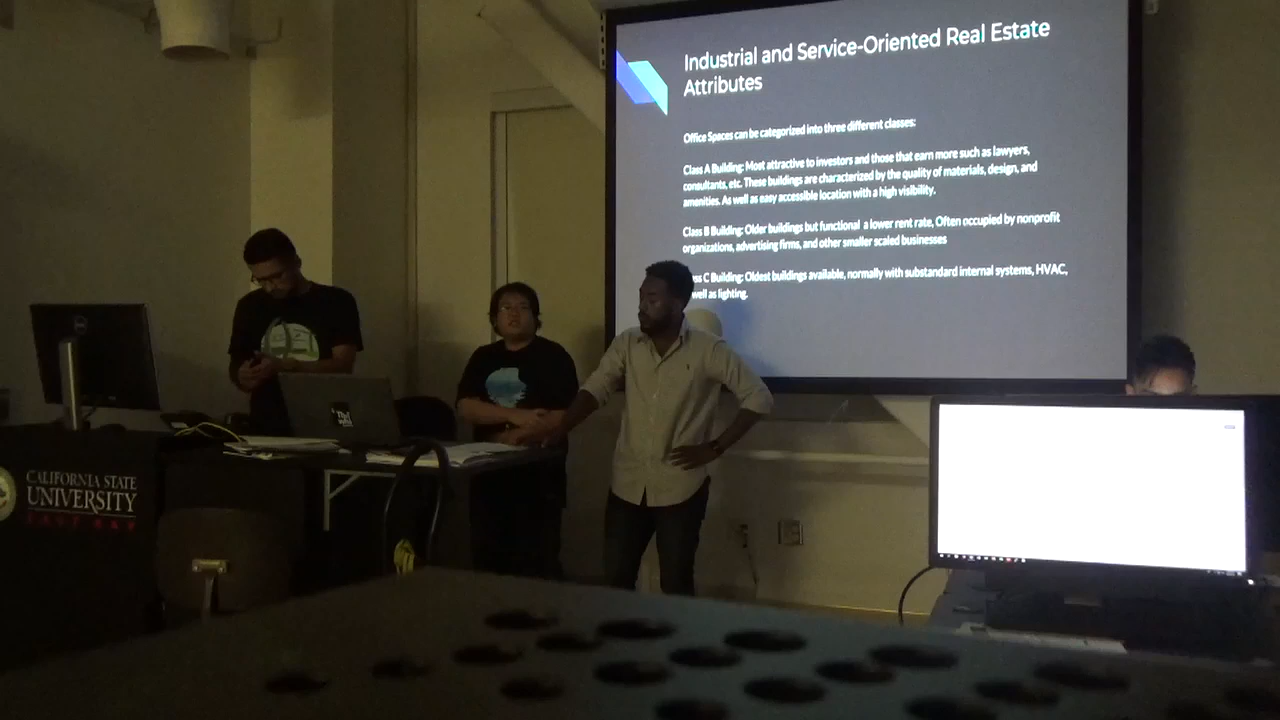 Industrial and Service-Oriented Real Estate
Attributes
Office Spaces can be categorized into three different classes:
Class A Building: Most attractive to investors and those that earn more such as lawyers,
consultants, etc. These buildings are characterized by the quality of materials, design, and
amenities. As well as easy accessible location with a high visibility.
Class B Building: Older buildings but functional a lower rent rate, Often occupied by nonprofit
organizations, advertising firms, and other smaller scaled businesses
C Building: Oldest buildings available, normally with substandard internal systems, HVAC,
well as lighting.
CALIFORNIA STATE
UNIVERSITY
EAST BAY